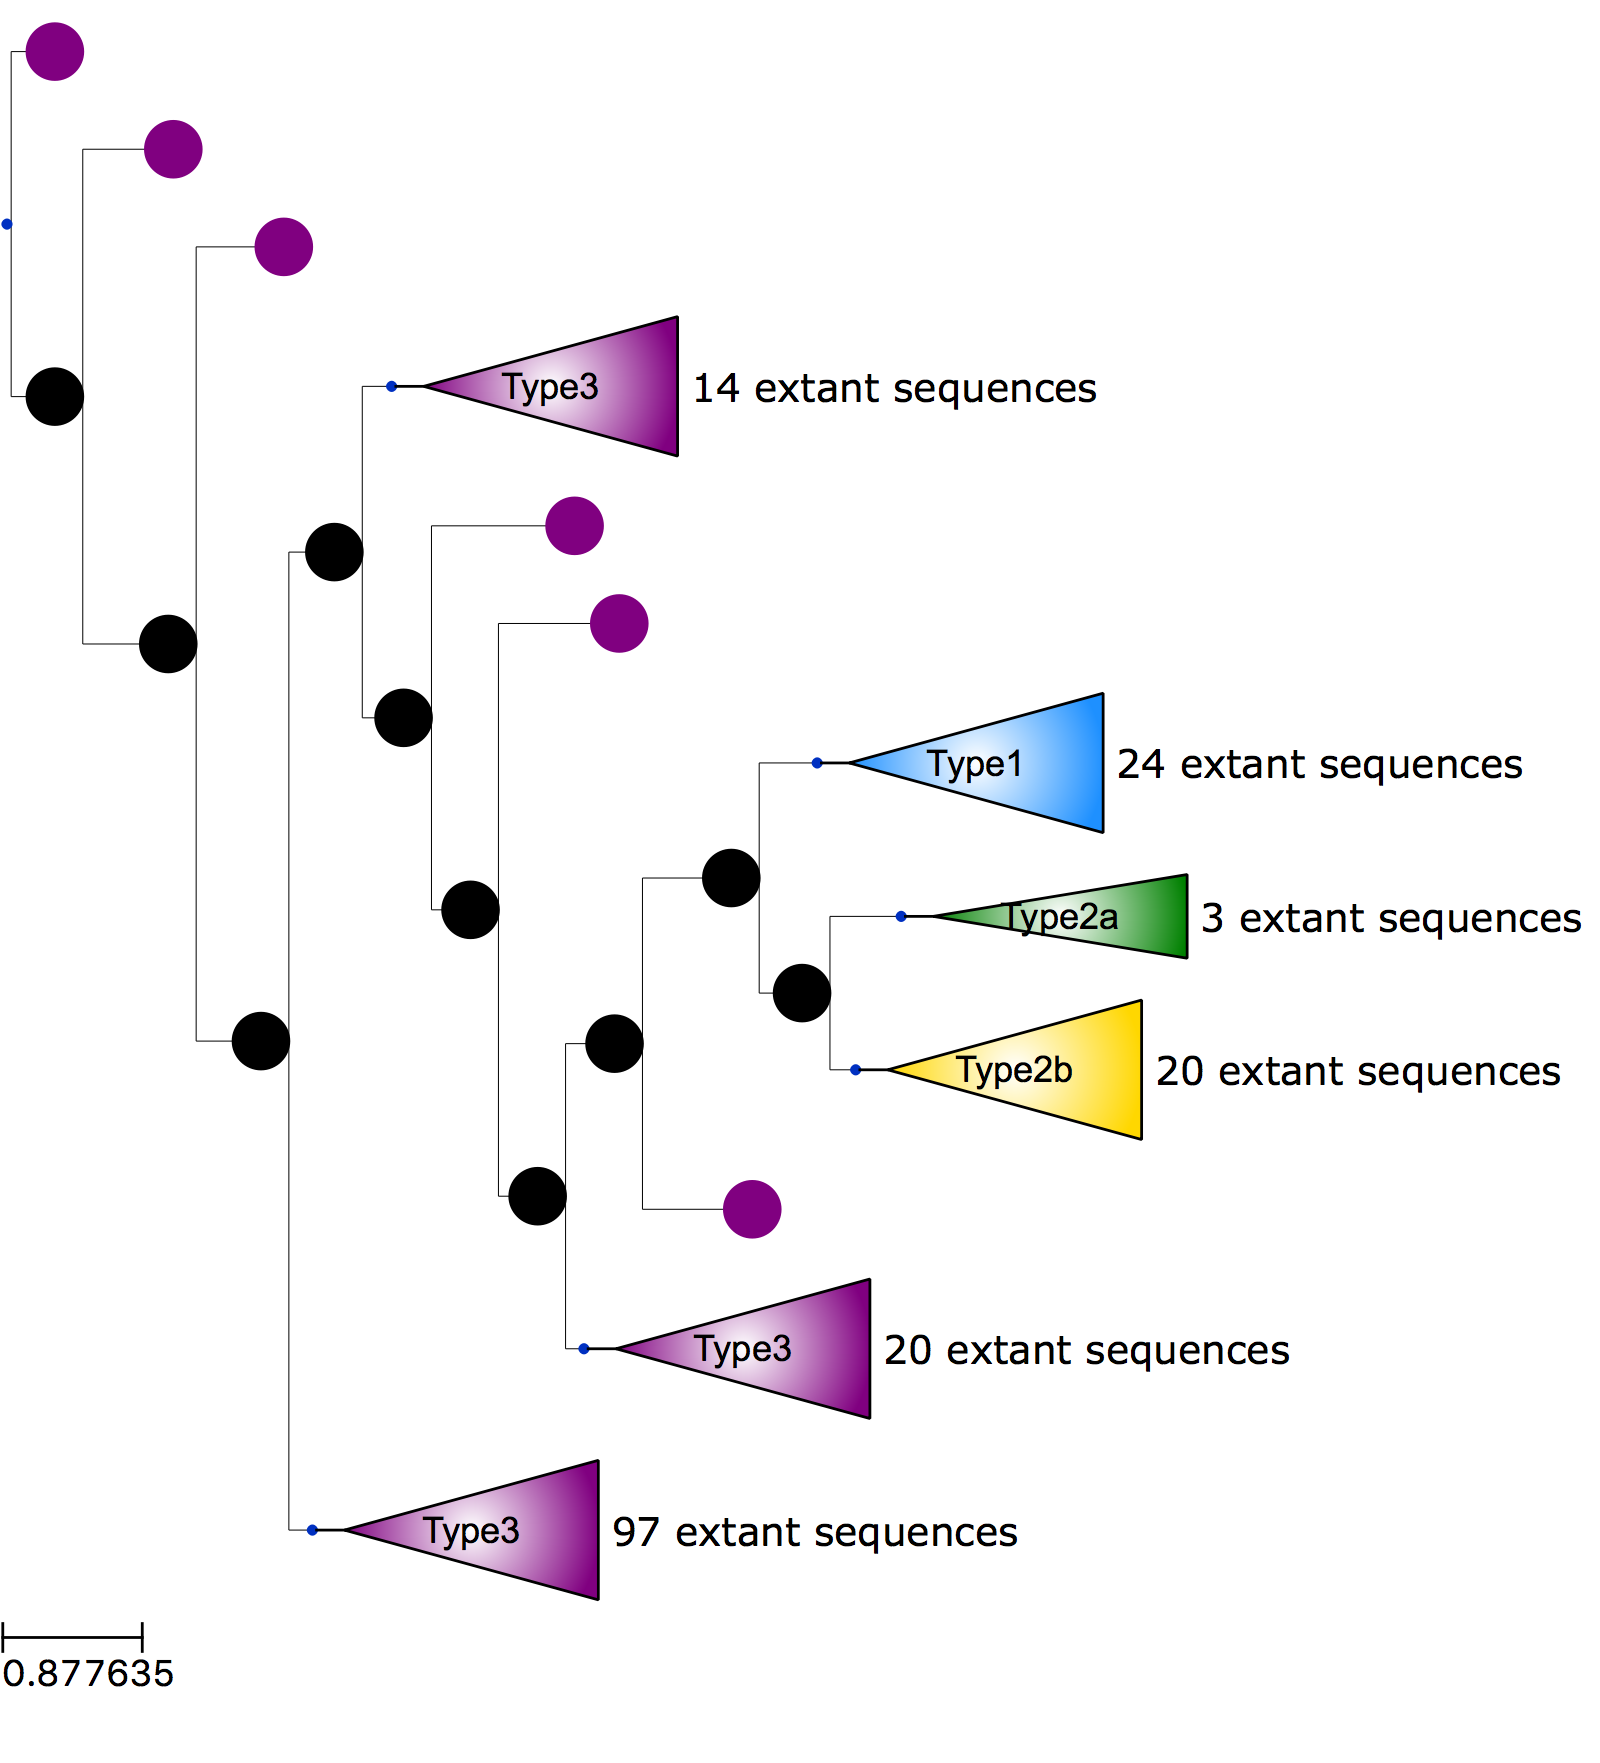 Type3 14 extant sequences
Type1 24 extant sequences
Type2a 3 extant sequences
Type2b 20 extant sequences
Type3 20 extant sequences
Type3 97 extant sequences
0.877635